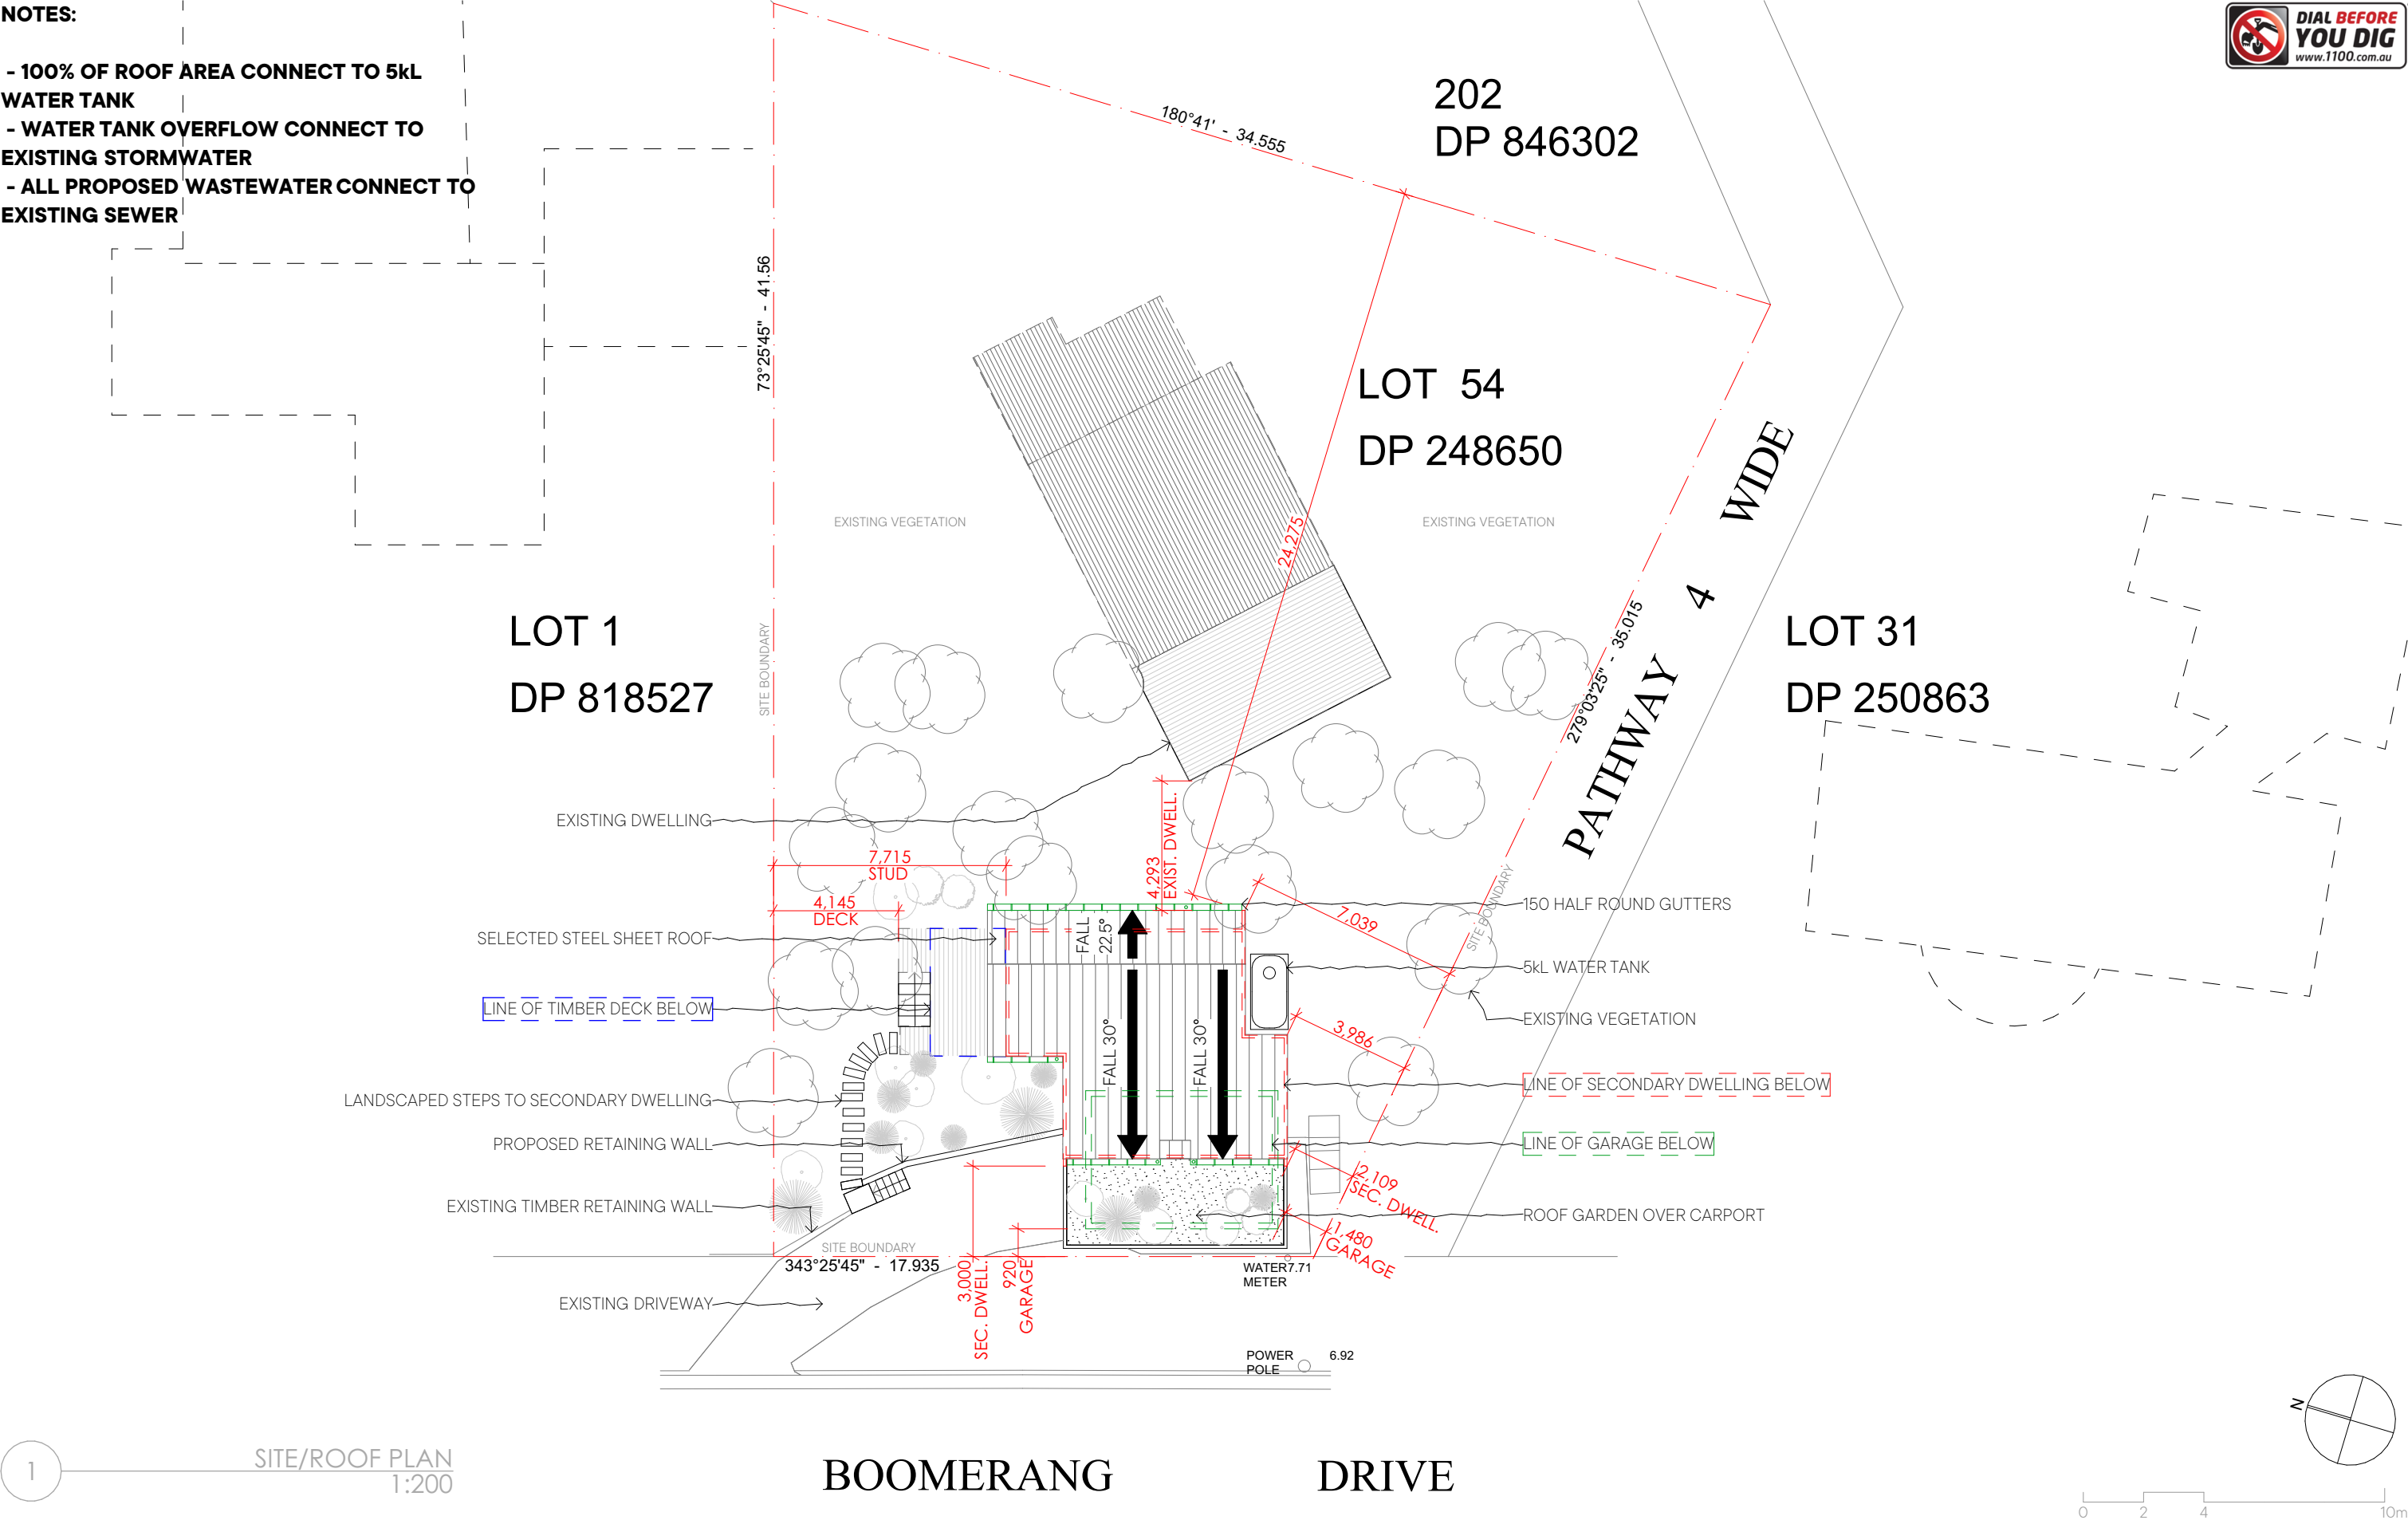 NOTES:
- 100% OF ROOF AREA CONNECT TO 5kL
WATER TANK
- WATER TANK OVERFLOW CONNECT TO
EXISTING STORMWATER
- ALL PROPOSED WASTEWATER CONNECT TO
EXISTING SEWER
DIAL BEFORE
YOU DIG
www.1100.com.au
202
DP 846302
180°41' - 34.555
73°25'45" - 41.56
LOT 54
DP 248650
WIDE
4
PATHWAY
EXISTING VEGETATION
EXISTING VEGETATION
24,275
279°03'25" - 35.015
LOT 1
DP 818527
SITE BOUNDARY
LOT 31
DP 250863
EXISTING DWELLING
7,715
STUD
4,145
DECK
4,293
EXIST. DWELL.
7,039
SITE BOUNDARY
150 HALF ROUND GUTTERS
SELECTED STEEL SHEET ROOF
FALL
22.5°
5kL WATER TANK
LINE OF TIMBER DECK BELOW
EXISTING VEGETATION
3,986
FALL 30°
FALL 30°
LINE OF SECONDARY DWELLING BELOW
LANDSCAPED STEPS TO SECONDARY DWELLING
PROPOSED RETAINING WALL
LINE OF GARAGE BELOW
2,109
SEC. DWELL.
EXISTING TIMBER RETAINING WALL
ROOF GARDEN OVER CARPORT
1,480
GARAGE
SITE BOUNDARY
343°25'45" - 17.935
3,000
SEC. DWELL.
920
GARAGE
WATER7.71
METER
EXISTING DRIVEWAY
POWER 6.92
POLE
N
1
SITE/ROOF PLAN
1:200
BOOMERANG DRIVE
0 2 4 10m